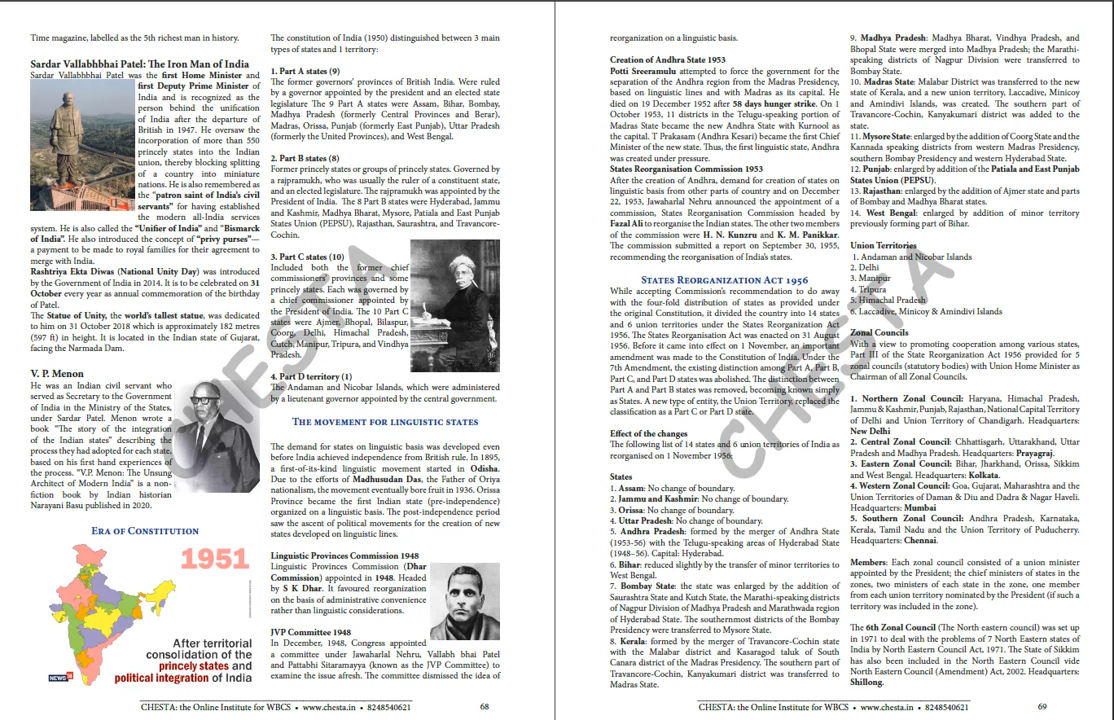 Time magazine, labelled as the 5th richest man in history.
Sardar Vallabhbhai Patel: The Iron Man of India
Sardar Vallabhbhai Patel was the first Home Minister and
first Deputy Prime Minister of
India and is recognized as the
person behind the unification
of India after the departure of
British in 1947. He oversaw the
incorporation of more than 550
princely states into the Indian
union, thereby blocking splitting
of a country into miniature
nations. He is also remembered as
the "patron saint of India's civil
servants" for having established
the modern all-India services
system. He is also called the "Unifier of India" and "Bismarck
of India". He also introduced the concept of "privy purses"—
a payment to be made to royal families for their agreement to
merge with India.
Rashtriya Ekta Diwas (National Unity Day) was introduced
by the Government of India in 2014. It is to be celebrated on 31
October every year as annual commemoration of the birthday
of Patel.
The Statue of Unity, the world's tallest statue, was dedicated
to him on 31 October 2018 which is approximately 182 metres
(597 ft) in height. It is located in the Indian state of Gujarat,
facing the Narmada Dam.
V. P. Menon
He was an Indian civil servant who
served as Secretary to the Government
of India in the Ministry of the States,
under Sardar Patel. Menon wrote a
book "The story of the integration
of the Indian states" describing the
process they had adopted for each state,
based on his first hand experiences of
the process. "V.P. Menon: The Unsung
Architect of Modern India" is a non-
fiction book by Indian historian
Narayani Basu published in 2020.
ERA OF CONSTITUTION
1951
After territorial
consolidation of the
princely states and
political integration of India
NEWS18
The constitution of India (1950) distinguished between 3 main
types of states and 1 territory:
1. Part A states (9)
The former governors' provinces of British India. Were ruled
by a governor appointed by the president and an elected state
legislature The 9 Part A states were Assam, Bihar, Bombay,
Madhya Pradesh (formerly Central Provinces and Berar),
Madras, Orissa, Punjab (formerly East Punjab), Uttar Pradesh
(formerly the United Provinces), and West Bengal.
2. Part B states (8)
Former princely states or groups of princely states. Governed by
a rajpramukh, who was usually the ruler of a constituent state,
and an elected legislature. The rajpramukh was appointed by the
President of India. The 8 Part B states were Hyderabad, Jammu
and Kashmir, Madhya Bharat, Mysore, Patiala and East Punjab
States Union (PEPSU), Rajasthan, Saurashtra, and Travancore-
Cochin.
3. Part C states (10)
Included both the former chief
commissioners' provinces and some
princely states. Each was governed by
a chief commissioner appointed by
the President of India. The 10 Part C
states were Ajmer, Bhopal, Bilaspur,
Coorg, Delhi, Himachal Pradesh,
Cutch, Manipur, Tripura, and Vindhya
Pradesh.
4. Part D territory (1)
The Andaman and Nicobar Islands, which were administered
by a lieutenant governor appointed by the central government.
THE MOVEMENT FOR LINGUISTIC STATES
The demand for states on linguistic basis was developed even
before India achieved independence from British rule. In 1895,
a first-of-its-kind linguistic movement started in Odisha.
Due to the efforts of Madhusudan Das, the Father of Oriya
nationalism, the movement eventually bore fruit in 1936. Orissa
Province became the first Indian state (pre-independence)
organized on a linguistic basis. The post-independence period
saw the ascent of political movements for the creation of new
states developed on linguistic lines.
Linguistic Provinces Commission 1948
Linguistic Provinces Commission (Dhar
Commission) appointed in 1948. Headed
by S K Dhar. It favoured reorganization
on the basis of administrative convenience
rather than linguistic considerations.
JVP Committee 1948
In December, 1948, Congress appointed
a committee under Jawaharlal Nehru, Vallabh bhai Patel
and Pattabhi Sitaramayya (known as the JVP Committee) to
examine the issue afresh. The committee dismissed the idea of
CHESTA: the Online Institute for WBCS • www.chesta.in • 8248540621
68
CHESTA
reorganization on a linguistic basis.
Creation of Andhra State 1953
Potti Sreeramulu attempted to force the government for the
separation of the Andhra region from the Madras Presidency,
based on linguistic lines and with Madras as its capital. He
died on 19 December 1952 after 58 days hunger strike. On 1
October 1953, 11 districts in the Telugu-speaking portion of
Madras State became the new Andhra State with Kurnool as
the capital. T Prakasam (Andhra Kesari) became the first Chief
Minister of the new state. Thus, the first linguistic state, Andhra
was created under pressure.
States Reorganisation Commission 1953
After the creation of Andhra, demand for creation of states on
linguistic basis from other parts of country and on December
22, 1953, Jawaharlal Nehru announced the appointment of a
commission, States Reorganisation Commission headed by
Fazal Ali to reorganise the Indian states. The other two members
of the commission were H. N. Kunzru and K. M. Panikkar.
The commission submitted a report on September 30, 1955,
recommending the reorganisation of India's states.
STATES REORGANIZATION ACT 1956
While accepting Commission's recommendation to do away
with the four-fold distribution of states as provided under
the original Constitution, it divided the country into 14 states
and 6 union territories under the States Reorganization Act
1956. The States Reorganisation Act was enacted on 31 August
1956. Before it came into effect on 1 November, an important
amendment was made to the Constitution of India. Under the
7th Amendment, the existing distinction among Part A, Part B,
Part C, and Part D states was abolished. The distinction between
Part A and Part B states was removed, becoming known simply
as States. A new type of entity, the Union Territory, replaced the
classification as a Part C or Part D state.
Effect of the changes
The following list of 14 states and 6 union territories of India as
reorganised on 1 November 1956:
States
1. Assam: No change of boundary.
2. Jammu and Kashmir: No change of boundary.
3. Orissa: No change of boundary.
4. Uttar Pradesh: No change of boundary.
5. Andhra Pradesh: formed by the merger of Andhra State
(1953-56) with the Telugu-speaking areas of Hyderabad State
(1948–56). Capital: Hyderabad.
6. Bihar: reduced slightly by the transfer of minor territories to
West Bengal.
7. Bombay State: the state was enlarged by the addition of
Saurashtra State and Kutch State, the Marathi-speaking districts
of Nagpur Division of Madhya Pradesh and Marathwada region
of Hyderabad State. The southernmost districts of the Bombay
Presidency were transferred to Mysore State.
8. Kerala: formed by the merger of Travancore-Cochin state
with the Malabar district and Kasaragod taluk of South
Canara district of the Madras Presidency. The southern part of
Travancore-Cochin, Kanyakumari district was transferred to
Madras State.
9. Madhya Pradesh: Madhya Bharat, Vindhya Pradesh, and
Bhopal State were merged into Madhya Pradesh; the Marathi-
speaking districts of Nagpur Division were transferred to
Bombay State.
10. Madras State: Malabar District was transferred to the new
state of Kerala, and a new union territory, Laccadive, Minicoy
and Amindivi Islands, was created. The southern part of
Travancore-Cochin, Kanyakumari district was added to the
state.
11. Mysore State: enlarged by the addition of Coorg State and the
Kannada speaking districts from western Madras Presidency,
southern Bombay Presidency and western Hyderabad State.
12. Punjab: enlarged by addition of the Patiala and East Punjab
States Union (PEPSU).
13. Rajasthan: enlarged by the addition of Ajmer state and parts
of Bombay and Madhya Bharat states.
14. West Bengal: enlarged by addition of minor territory
previously forming part of Bihar.
Union Territories
1. Andaman and Nicobar Islands
2. Delhi
3. Manipur
4. Tripura
5. Himachal Pradesh
6. Laccadive, Minicoy & Amindivi Islands
Zonal Councils
With a view to promoting cooperation among various states,
Part III of the State Reorganization Act 1956 provided for 5
zonal councils (statutory bodies) with Union Home Minister as
Chairman of all Zonal Councils.
1. Northern Zonal Council: Haryana, Himachal Pradesh,
Jammu & Kashmir, Punjab, Rajasthan, National Capital Territory
of Delhi and Union Territory of Chandigarh. Headquarters:
New Delhi
2. Central Zonal Council: Chhattisgarh, Uttarakhand, Uttar
Pradesh and Madhya Pradesh. Headquarters: Prayagraj.
3. Eastern Zonal Council: Bihar, Jharkhand, Orissa, Sikkim
and West Bengal. Headquarters: Kolkata.
4. Western Zonal Council: Goa, Gujarat, Maharashtra and the
Union Territories of Daman & Diu and Dadra & Nagar Haveli.
Headquarters: Mumbai
5. Southern Zonal Council: Andhra Pradesh, Karnataka,
Kerala, Tamil Nadu and the Union Territory of Puducherry.
Headquarters: Chennai.
Members: Each zonal council consisted of a union minister
appointed by the President; the chief ministers of states in the
zones, two ministers of each state in the zone, one member
from each union territory nominated by the President (if such a
territory was included in the zone).
The 6th Zonal Council (The North eastern council) was set up
in 1971 to deal with the problems of 7 North Eastern states of
India by North Eastern Council Act, 1971. The State of Sikkim
has also been included in the North Eastern Council vide
North Eastern Council (Amendment) Act, 2002. Headquarters:
Shillong.
CHESTA: the Online Institute for WBCS • www.chesta.in • 8248540621
69
CHESTA